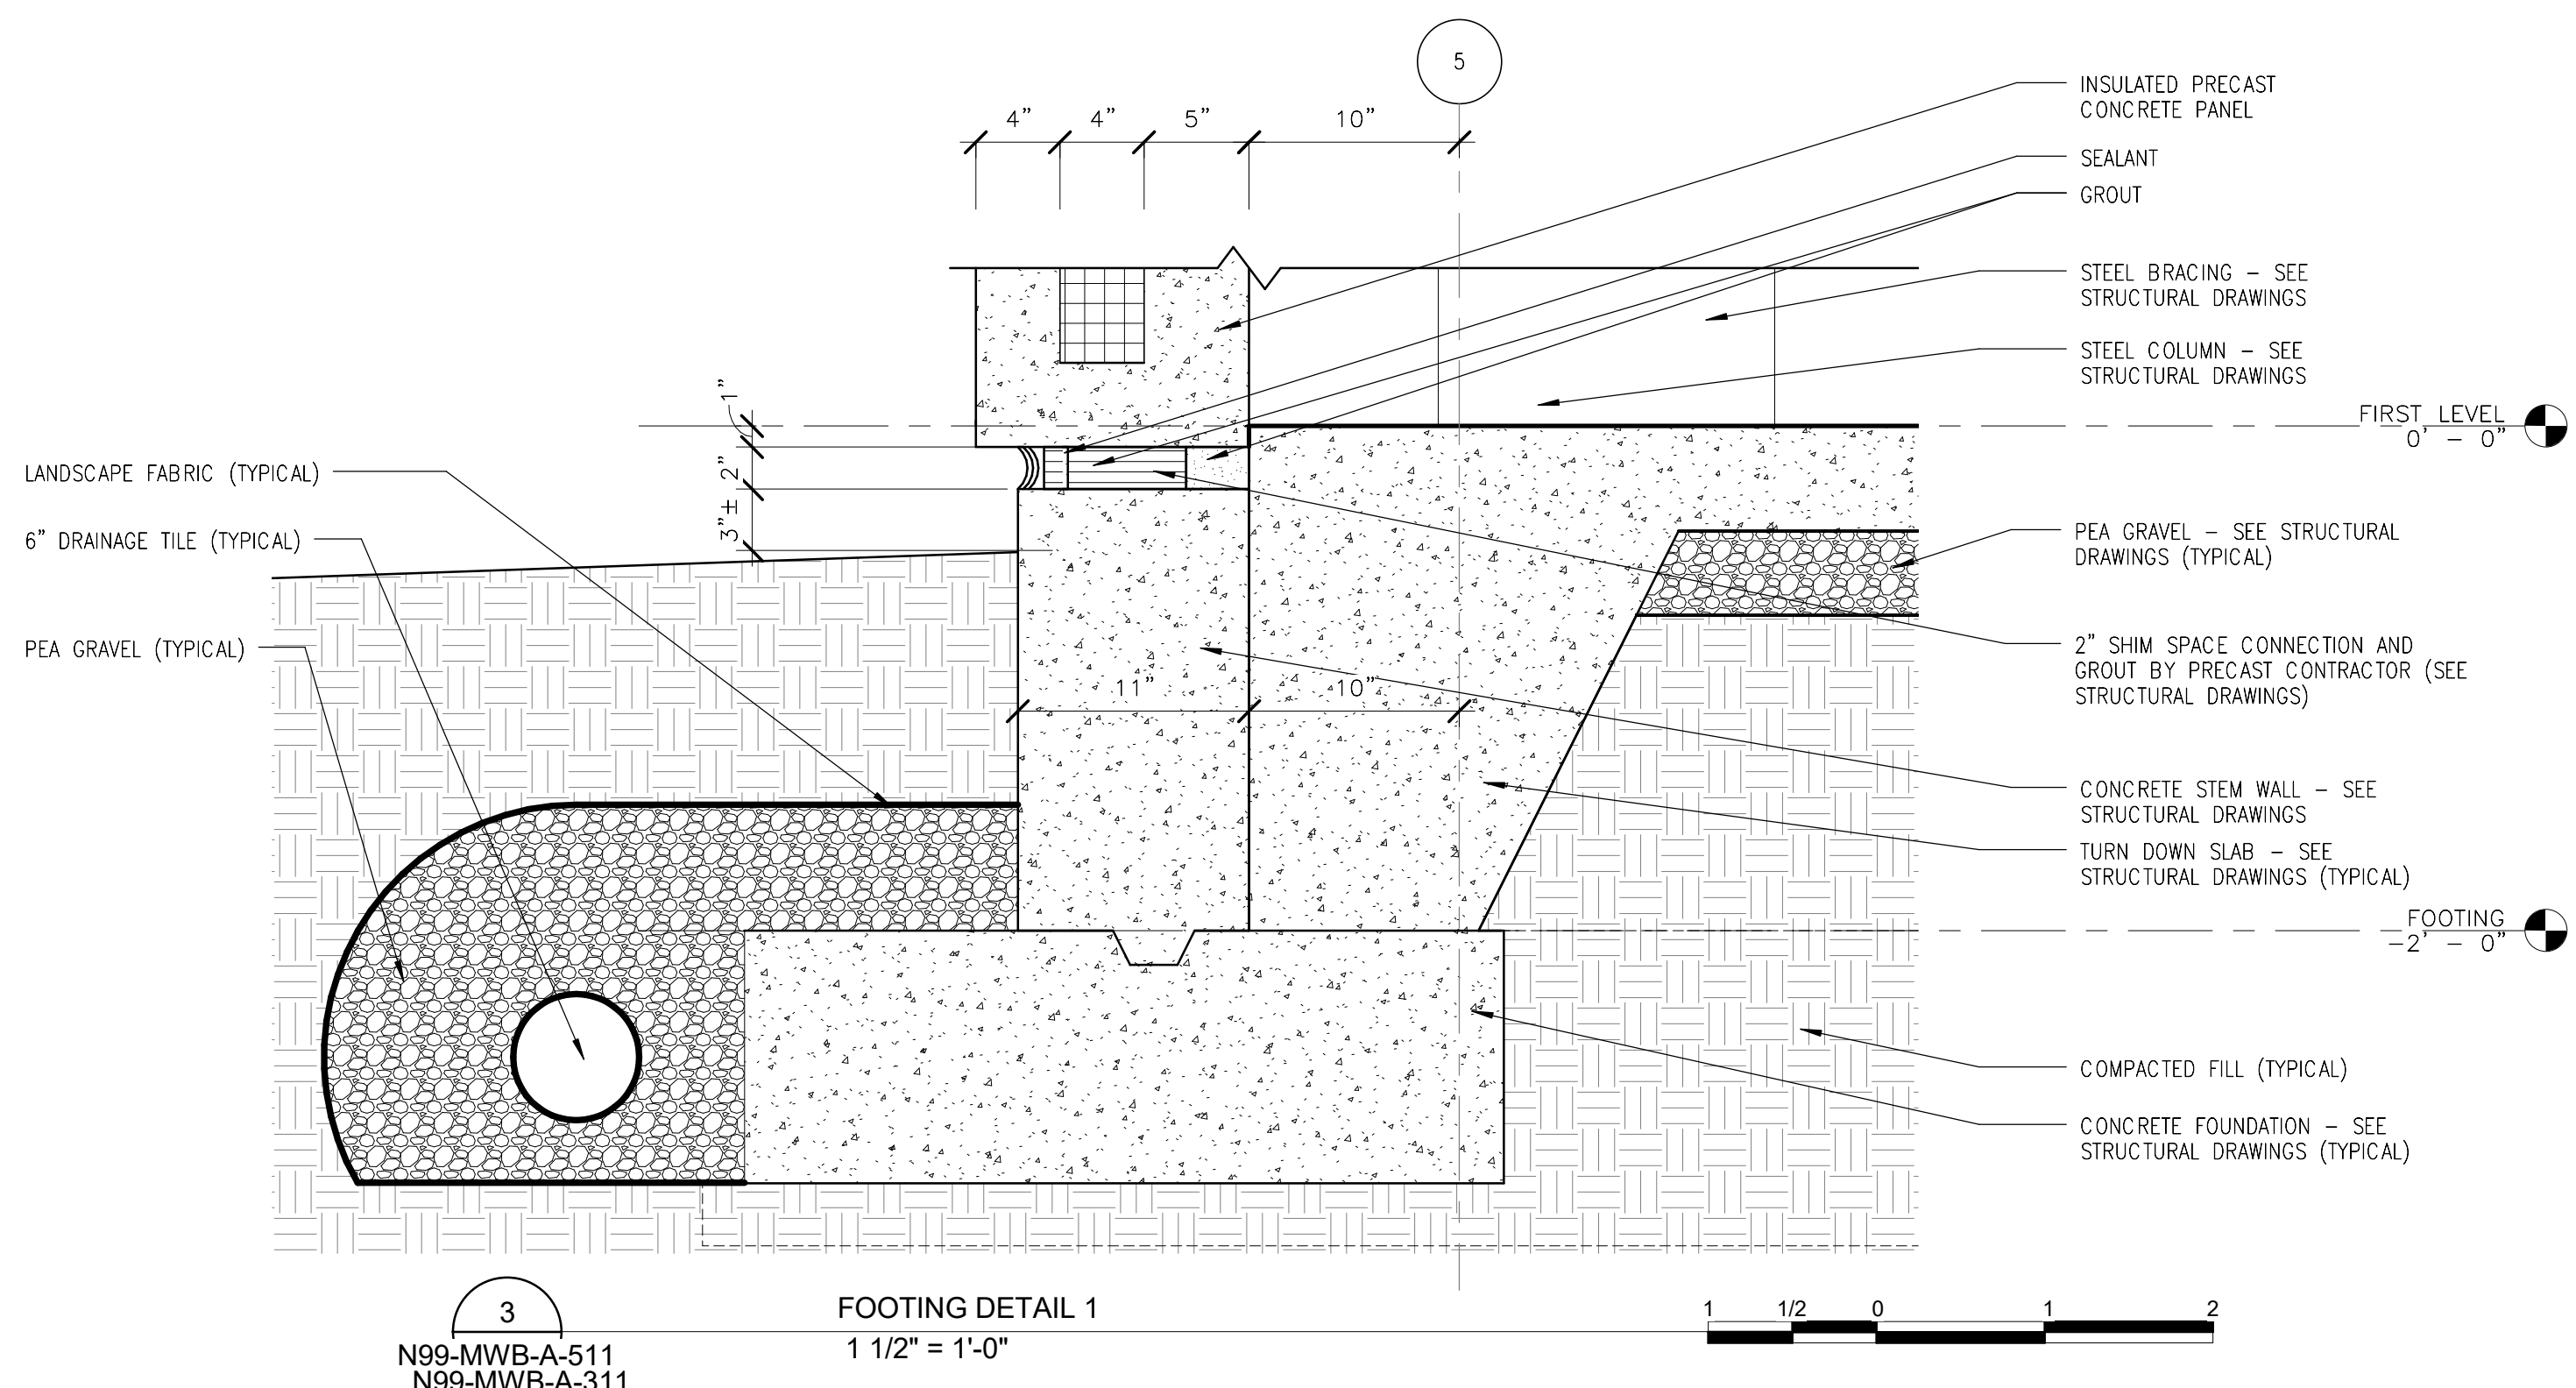 5
4" 4" 5" 10"
INSULATED PRECAST
CONCRETE PANEL
SEALANT
GROUT
STEEL BRACING – SEE
STRUCTURAL DRAWINGS
STEEL COLUMN – SEE
STRUCTURAL DRAWINGS
FIRST LEVEL
0' – 0"
1"
2"
3"±
LANDSCAPE FABRIC (TYPICAL)
6" DRAINAGE TILE (TYPICAL)
PEA GRAVEL (TYPICAL)
PEA GRAVEL – SEE STRUCTURAL
DRAWINGS (TYPICAL)
2" SHIM SPACE CONNECTION AND
GROUT BY PRECAST CONTRACTOR (SEE
STRUCTURAL DRAWINGS)
11" 10"
CONCRETE STEM WALL – SEE
STRUCTURAL DRAWINGS
TURN DOWN SLAB – SEE
STRUCTURAL DRAWINGS (TYPICAL)
FOOTING
-2' – 0"
COMPACTED FILL (TYPICAL)
CONCRETE FOUNDATION – SEE
STRUCTURAL DRAWINGS (TYPICAL)
3
FOOTING DETAIL 1
1 1/2" = 1'-0"
N99-MWB-A-511
N99-MWB-A-311
1 1/2 0 1 2